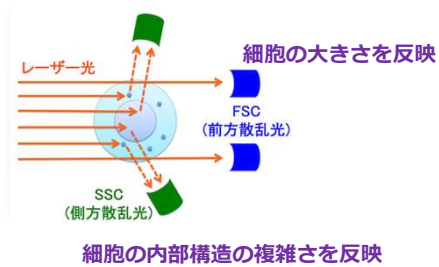 細胞の大きさを反映
レーザー光
FSC
(前方散乱光)
SSC
(側方散乱光)
細胞の内部構造の複雑さを反映